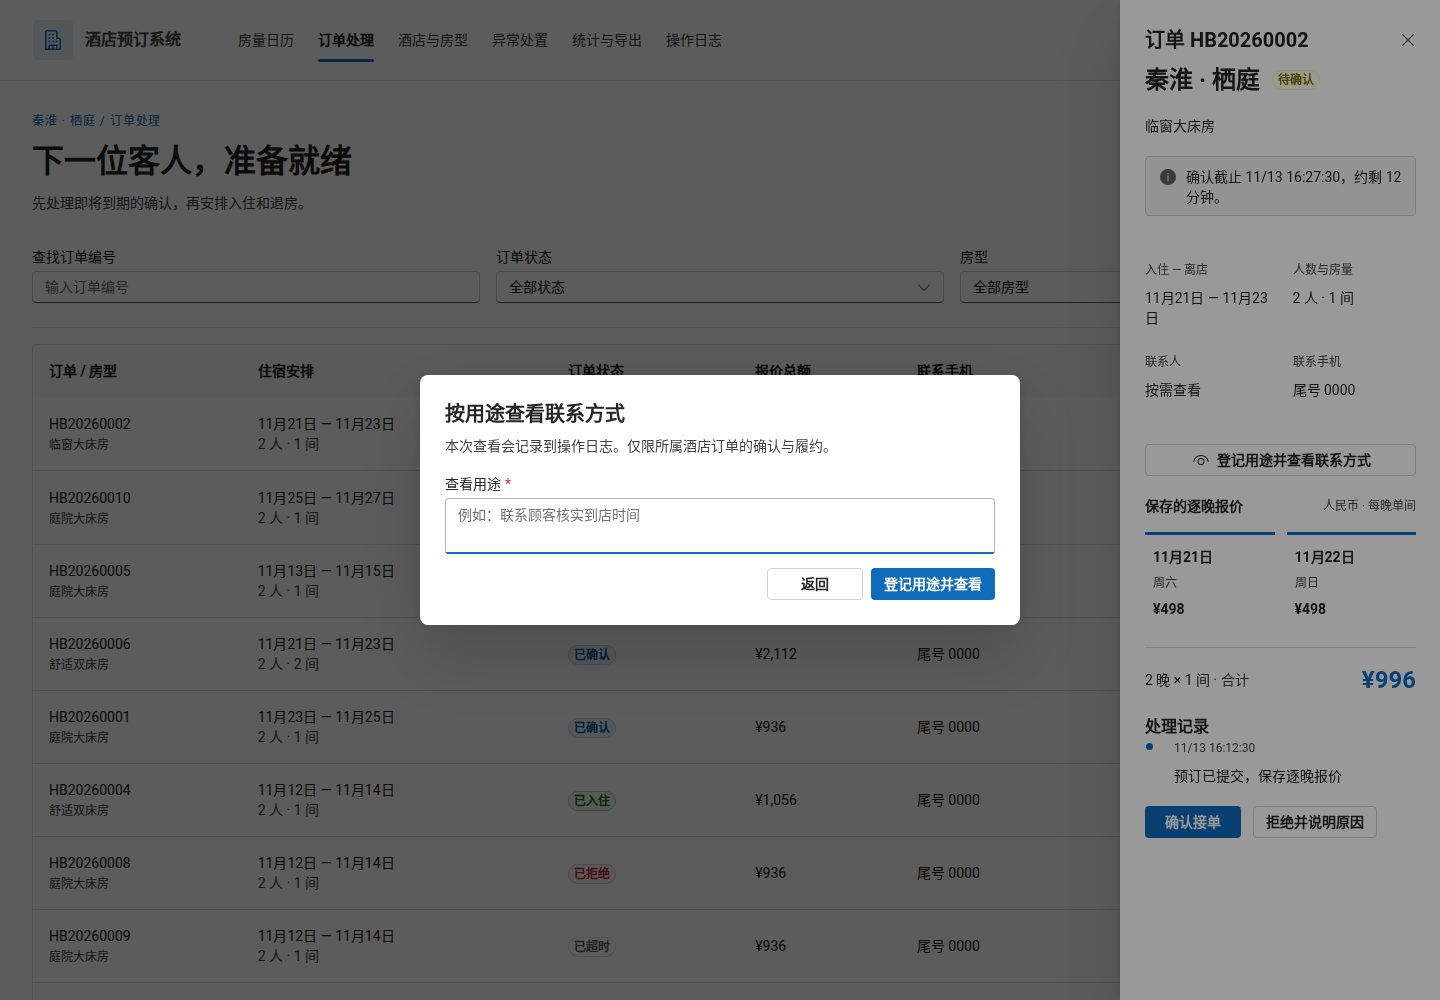 酒店预订系统
房量日历
订单处理
酒店与房型
异常处置
统计与导出
操作日志
秦淮 · 栖庭 / 订单处理
下一位客人，准备就绪
先处理即将到期的确认，再安排入住和退房。
查找订单编号
订单状态
房型
输入订单编号
全部状态
全部房型
订单 / 房型
住宿安排
订单状态
报价总额
联系手机
HB20260002
临窗大床房
11月21日 — 11月23日
2 人 · 1 间
HB20260010
庭院大床房
11月25日 — 11月27日
2 人 · 1 间
HB20260005
庭院大床房
11月13日 — 11月15日
2 人 · 1 间
HB20260006
舒适双床房
11月21日 — 11月23日
2 人 · 2 间
已确认
¥2,112
尾号 0000
HB20260001
庭院大床房
11月23日 — 11月25日
2 人 · 1 间
已确认
¥936
尾号 0000
HB20260004
舒适双床房
11月12日 — 11月14日
2 人 · 1 间
已入住
¥1,056
尾号 0000
HB20260008
庭院大床房
11月12日 — 11月14日
2 人 · 1 间
已拒绝
¥936
尾号 0000
HB20260009
庭院大床房
11月12日 — 11月14日
2 人 · 1 间
已超时
¥936
尾号 0000
按用途查看联系方式
本次查看会记录到操作日志。仅限所属酒店订单的确认与履约。
查看用途 *
例如：联系顾客核实到店时间
返回
登记用途并查看
订单 HB20260002
秦淮 · 栖庭
待确认
临窗大床房
确认截止 11/13 16:27:30，约剩 12
分钟。
入住 — 离店
人数与房量
11月21日 — 11月23
日
2 人 · 1 间
联系人
联系手机
按需查看
尾号 0000
登记用途并查看联系方式
保存的逐晚报价
人民币 · 每晚单间
11月21日
周六
¥498
11月22日
周日
¥498
2 晚 × 1 间 · 合计
¥996
处理记录
11/13 16:12:30
预订已提交，保存逐晚报价
确认接单
拒绝并说明原因